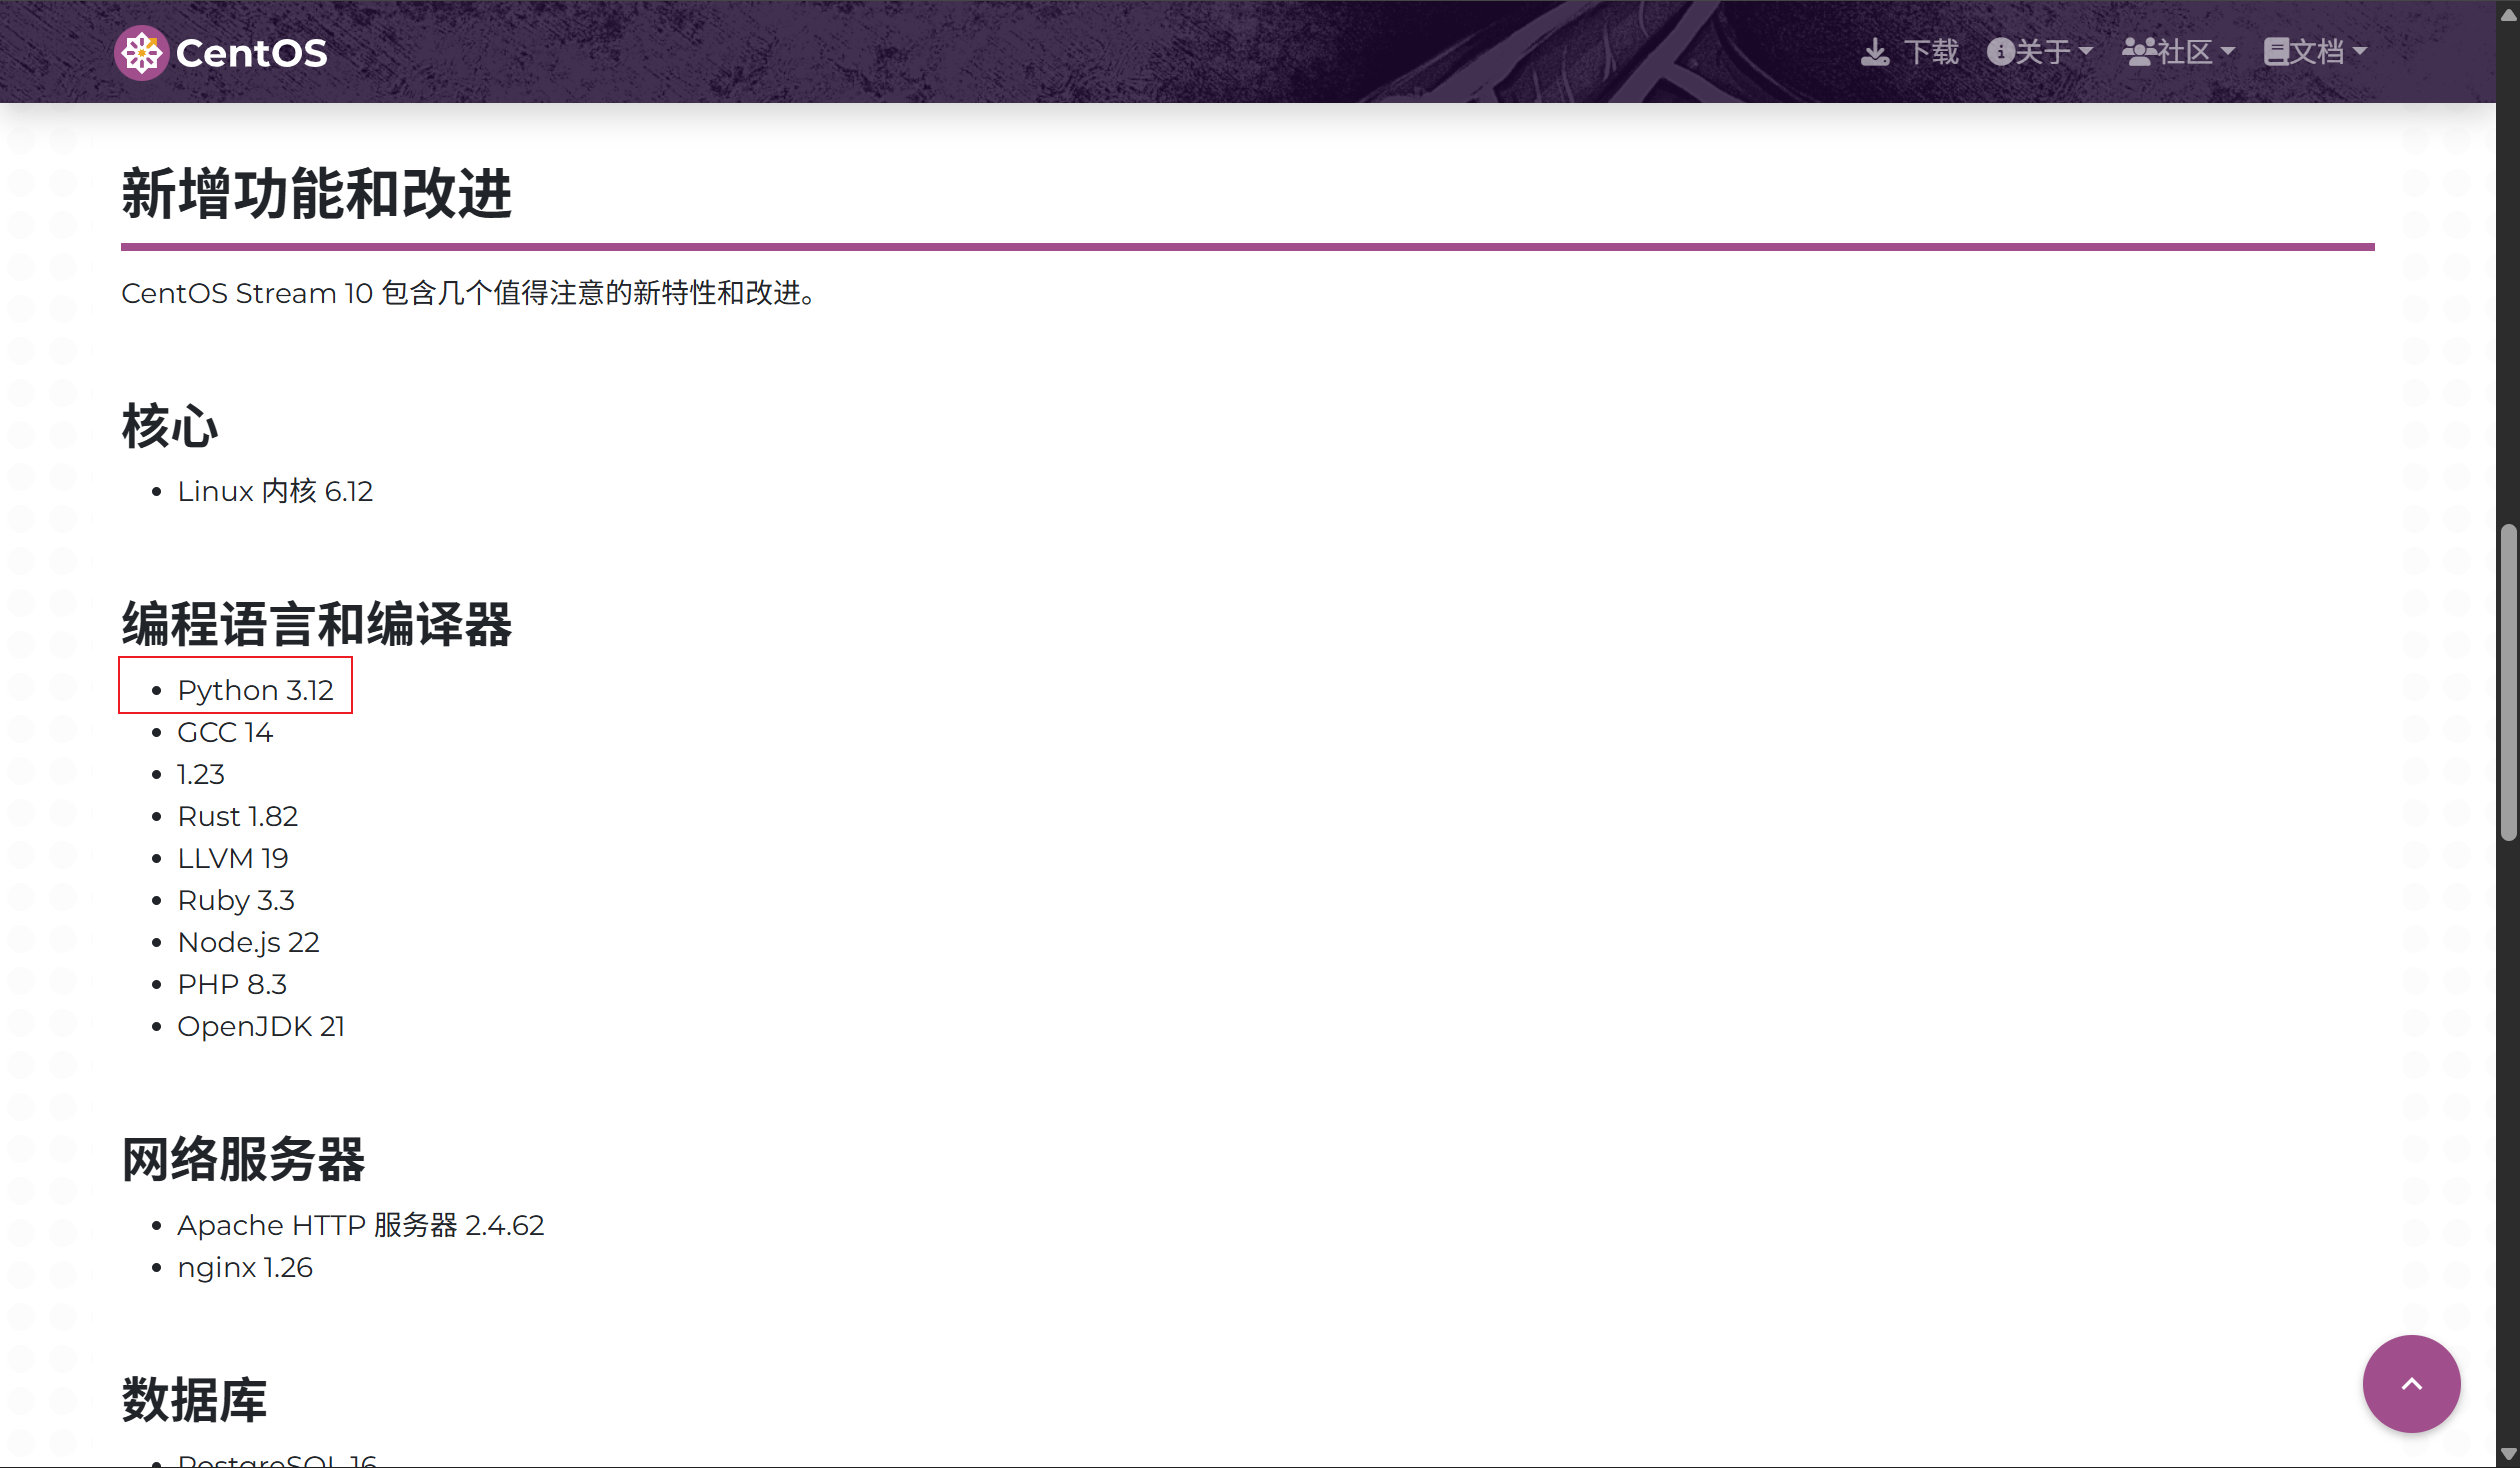 CentOS
下载
关于
社区
文档
新增功能和改进
CentOS Stream 10 包含几个值得注意的新特性和改进。
核心
Linux 内核 6.12
编程语言和编译器
Python 3.12
GCC 14
1.23
Rust 1.82
LLVM 19
Ruby 3.3
Node.js 22
PHP 8.3
OpenJDK 21
网络服务器
Apache HTTP 服务器 2.4.62
nginx 1.26
数据库
PostgreSQL 16